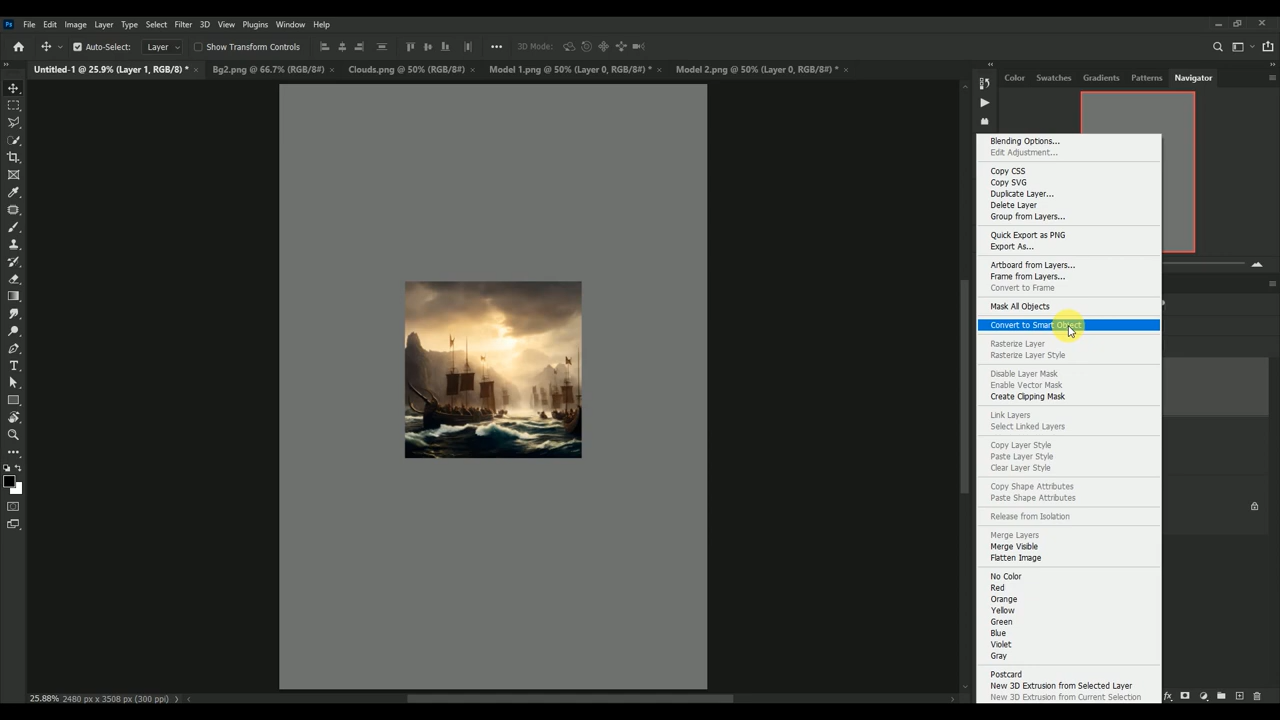 Ps File Edit Image Layer Type Select Filter 3D View Plugins Window Help
Auto-Select: Layer Show Transform Controls 3D Mode:
Untitled-1 @ 25.9% (Layer 1, RGB/8) * × Bg2.png @ 66.7% (RGB/8#) × Clouds.png @ 50% (RGB/8#) × Model 1.png @ 50% (Layer 0, RGB/8#) * × Model 2.png @ 50% (Layer 0, RGB/8#) * ×
Color Swatches Gradients Patterns Navigator
Blending Options...
Edit Adjustment...
Copy CSS
Copy SVG
Duplicate Layer...
Delete Layer
Group from Layers...
Quick Export as PNG
Export As...
Artboard from Layers...
Frame from Layers...
Convert to Frame
Mask All Objects
Convert to Smart Object
Rasterize Layer
Rasterize Layer Style
Disable Layer Mask
Enable Vector Mask
Create Clipping Mask
Link Layers
Select Linked Layers
Copy Layer Style
Paste Layer Style
Clear Layer Style
Copy Shape Attributes
Paste Shape Attributes
Release from Isolation
Merge Layers
Merge Visible
Flatten Image
No Color
Red
Orange
Yellow
Green
Blue
Violet
Gray
Postcard
New 3D Extrusion from Selected Layer
New 3D Extrusion from Current Selection
25.88% 2480 px x 3508 px (300 ppi)